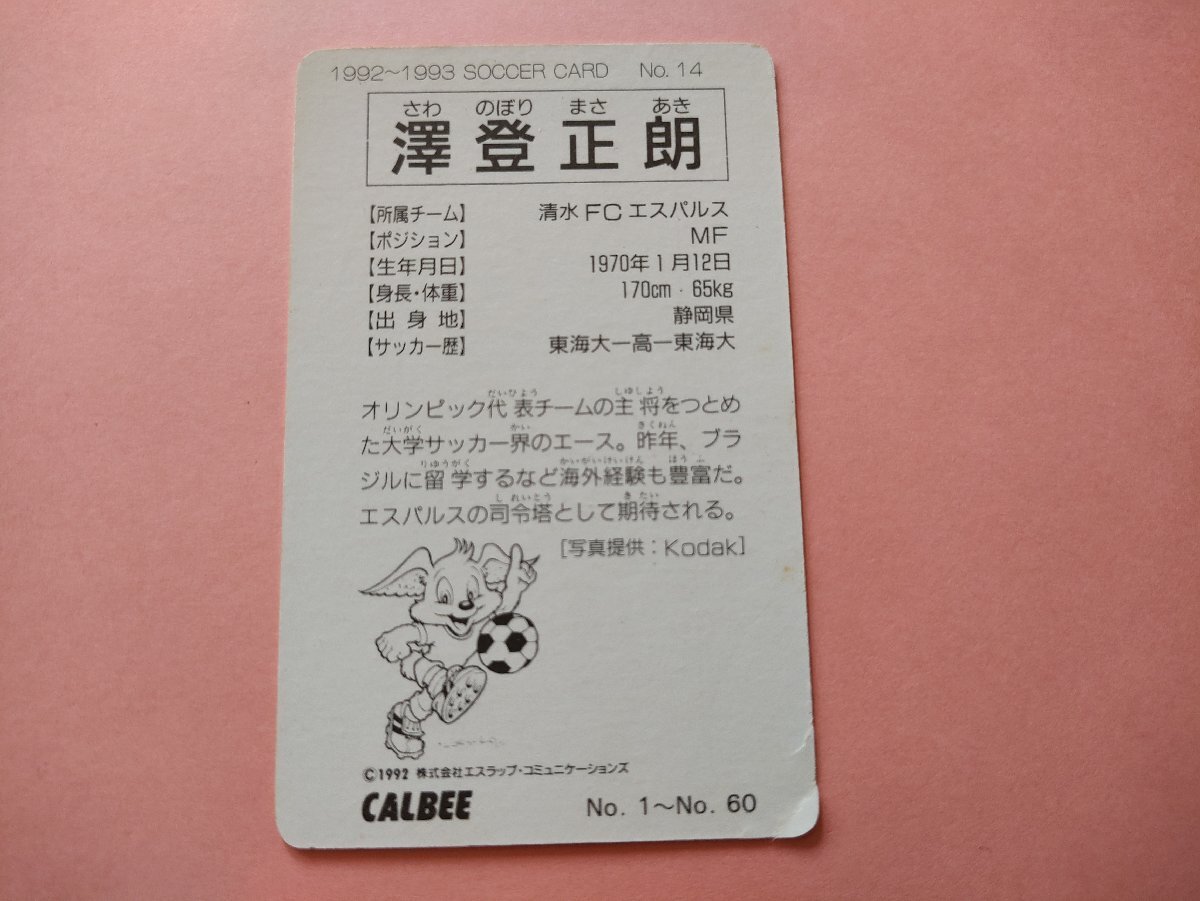 1992～1993 SOCCER CARD No. 14
さわ のぼり まさ あき
澤登正朗
【所属チーム】 清水FCエスパルス
【ポジション】 MF
【生年月日】 1970年1月12日
【身長・体重】 170cm・65kg
【出身地】 静岡県
【サッカー歴】 東海大一高ー東海大
だいひょう しゅしょう
オリンピック代表チームの主将をつとめ
だいがく かい さくねん
た大学サッカー界のエース。昨年、ブラ
りゅうがく かいがいけいけん ほうふ
ジルに留学するなど海外経験も豊富だ。
しれいとう きたい
エスパルスの司令塔として期待される。
[写真提供：Kodak]
©1992 株式会社エスラップ・コミュニケーションズ
CALBEE No. 1～No. 60